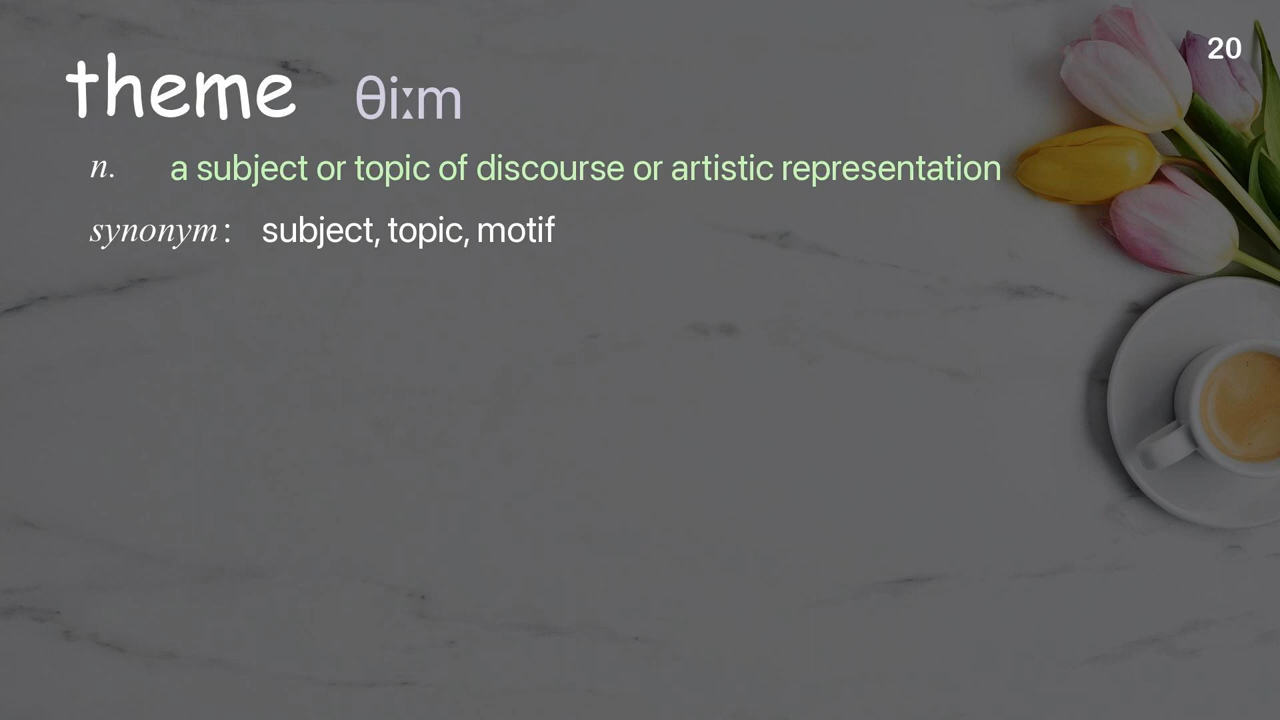 20
theme θiːm
n. a subject or topic of discourse or artistic representation
synonym: subject, topic, motif